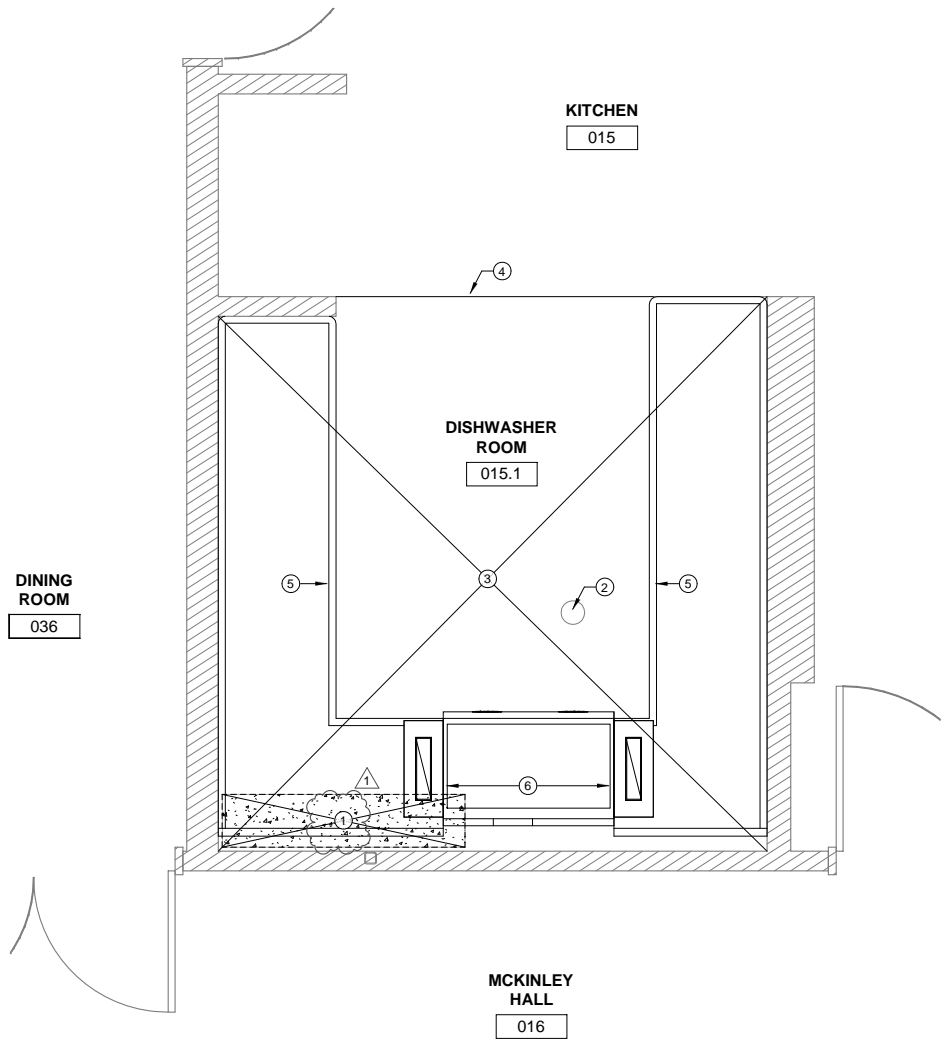 KITCHEN
015
4
DISHWASHER
ROOM
015.1
DINING
ROOM
036
5
3
2
5
1
6
1
MCKINLEY
HALL
016